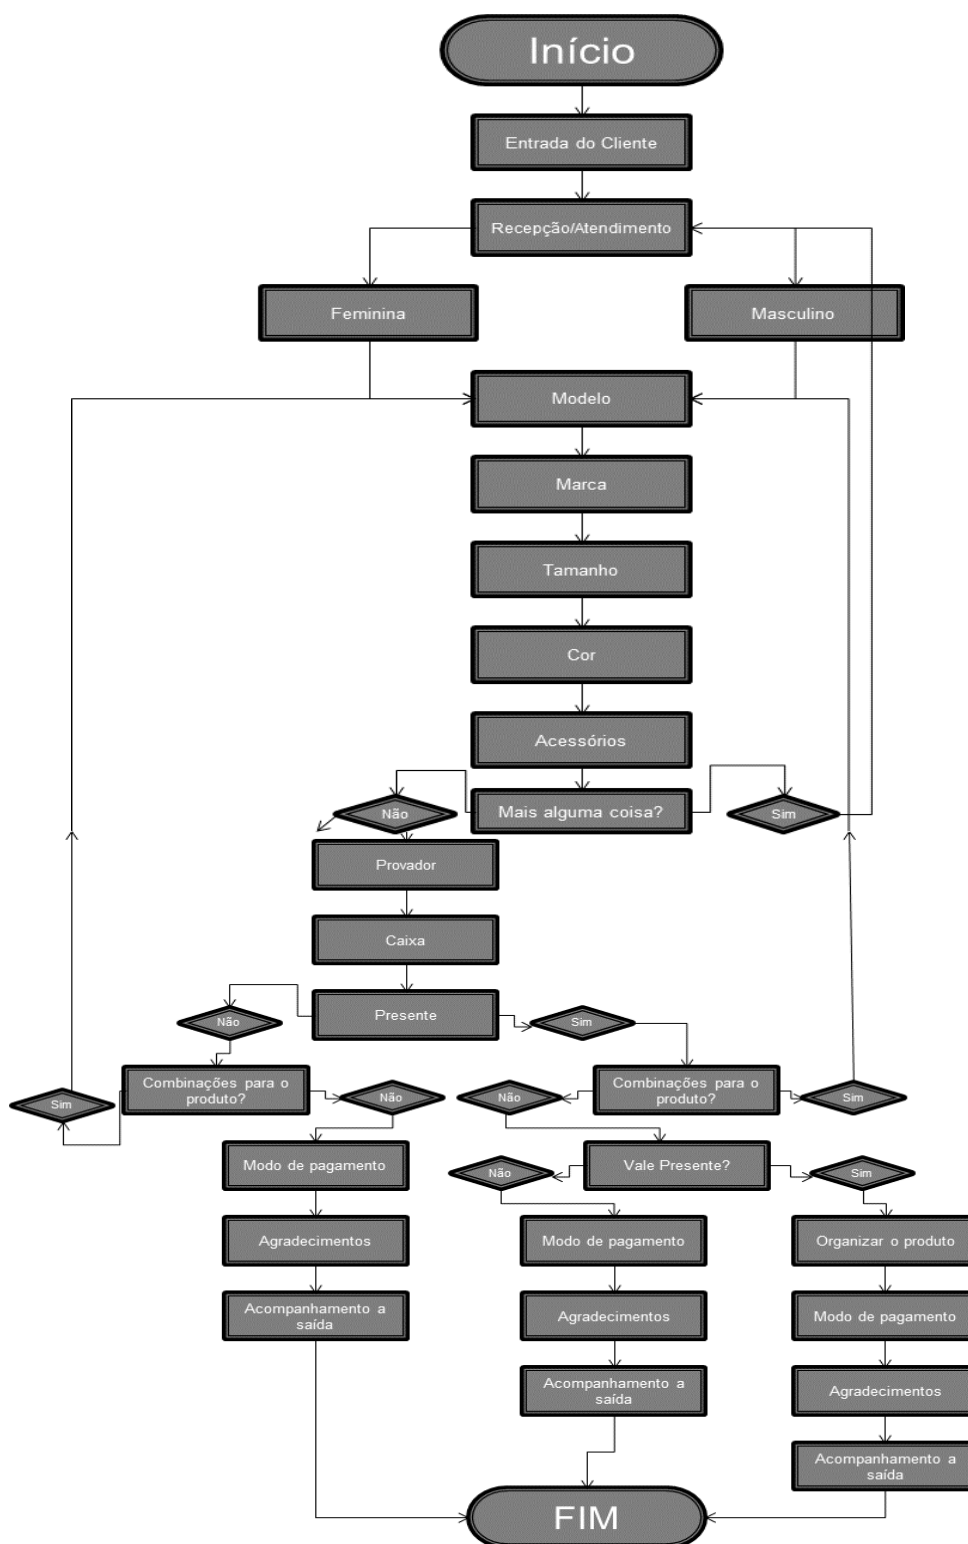 Início
Entrada do Cliente
Recepção/Atendimento
Feminina
Masculino
Modelo
Marca
Tamanho
Cor
Acessórios
Mais alguma coisa?
Não
Sim
Provador
Caixa
Presente
Não
Sim
Combinações para o
produto?
Combinações para o
produto?
Sim
Não
Não
Sim
Modo de pagamento
Vale Presente?
Não
Sim
Agradecimentos
Modo de pagamento
Organizar o produto
Acompanhamento a
saída
Agradecimentos
Modo de pagamento
Acompanhamento a
saída
Agradecimentos
Acompanhamento a
saída
FIM